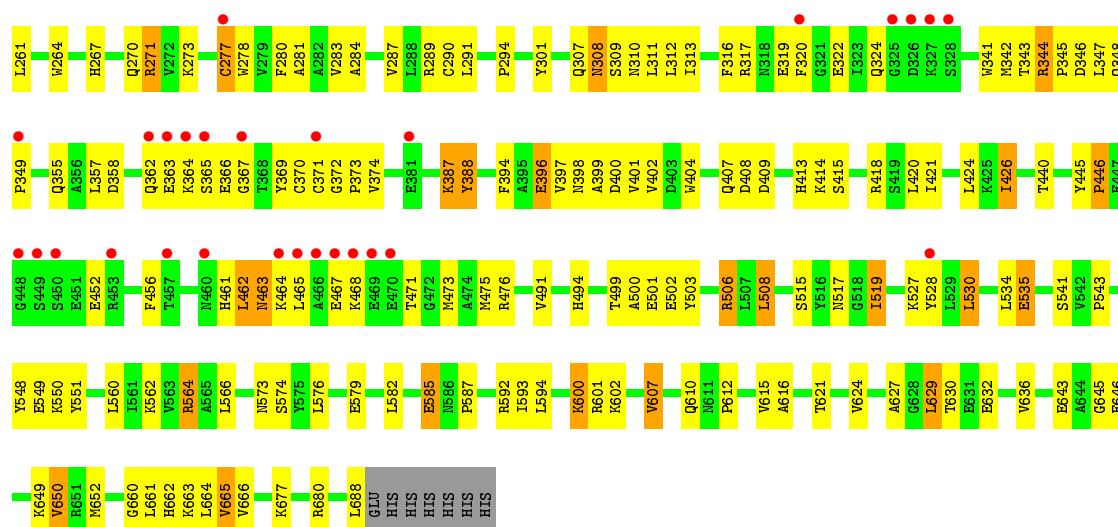 L261 W264 H267 Q270 R271 V272 K273 C277 W278 V279 F280 A281 A282 V283 A284 V287 L288 R289 C290 L291 P294 Y301 Q307 N308 S309 N310 L311 L312 I313 F316 R317 N318 E319 F320 G321 E322 I323 Q324 G325 D326 K327 S328 W341 M342 T343 R344 P345 D346 L347 Q348
P349 Q355 A356 L357 D358 Q362 E363 K364 S365 E366 G367 T368 Y369 C370 C371 G372 P373 V374 E381 K387 Y388 F394 A395 E396 V397 N398 A399 D400 V401 V402 D403 W404 Q407 D408 D409 H413 K414 S415 R418 S419 L420 I421 L424 K425 I426 T440 Y445 P446 E447
G448 S449 S450 E451 E452 R453 F456 T457 N460 H461 L462 N463 K464 L465 A466 E467 K468 E469 E470 T471 G472 M473 A474 M475 R476 V491 H494 T499 A500 E501 E502 Y503 R506 L507 L508 S515 Y516 N517 G518 I519 K527 Y528 L529 L530 L534 E535 S541 V542 P543
Y548 E549 K550 Y551 L560 I561 K562 V563 R564 A565 L566 N573 S574 Y575 L576 E579 L582 E585 N586 P587 R592 I593 L594 K600 R601 K602 V607 Q610 N611 P612 V615 A616 T621 V624 A627 G628 L629 T630 E631 E632 V636 E643 A644 G645
K649 V650 R651 M652 G660 L661 H662 K663 L664 V665 V666 K677 R680 L688 GLU HIS HIS HIS HIS HIS HIS